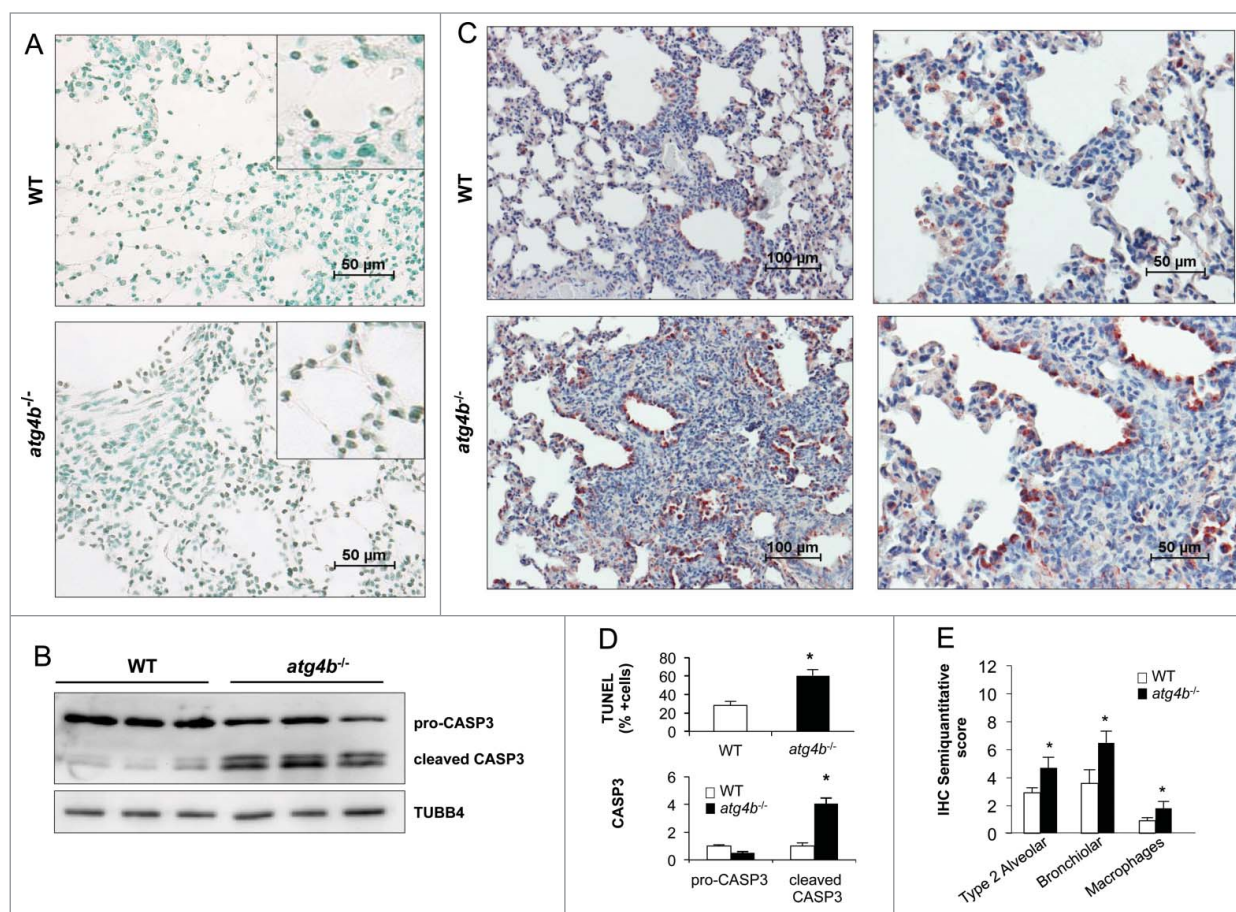 A
WT
50 µm
atg4b-/-
50 µm
C
WT
100 µm
50 µm
atg4b-/-
100 µm
50 µm
B
WT atg4b-/-
pro-CASP3
cleaved CASP3
TUBB4
D
TUNEL
(% +cells)
80
60
40
20
0
*
WT atg4b-/-
CASP3
6
4
2
0
WT
atg4b-/-
*
pro-CASP3 cleaved
CASP3
E
IHC Semiquantitative
score
12
10
8
6
4
2
0
WT
atg4b-/-
*
*
*
Type 2 Alveolar
Bronchiolar
Macrophages